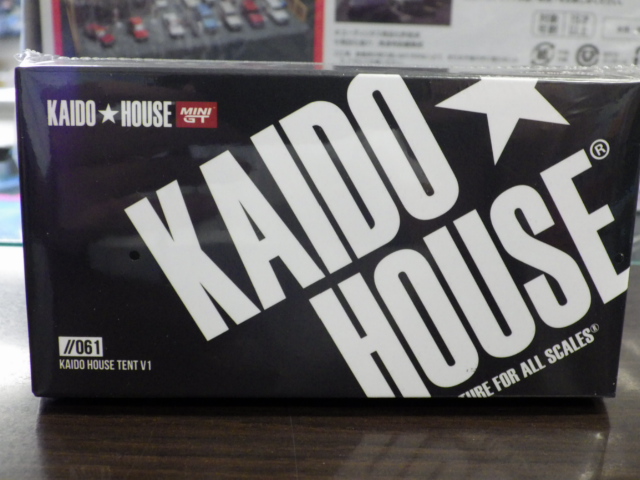 KAIDO★HOUSE MINI GT
KAIDO★
HOUSE®
TURE FOR ALL SCALES®
//061
KAIDO HOUSE TENT V1